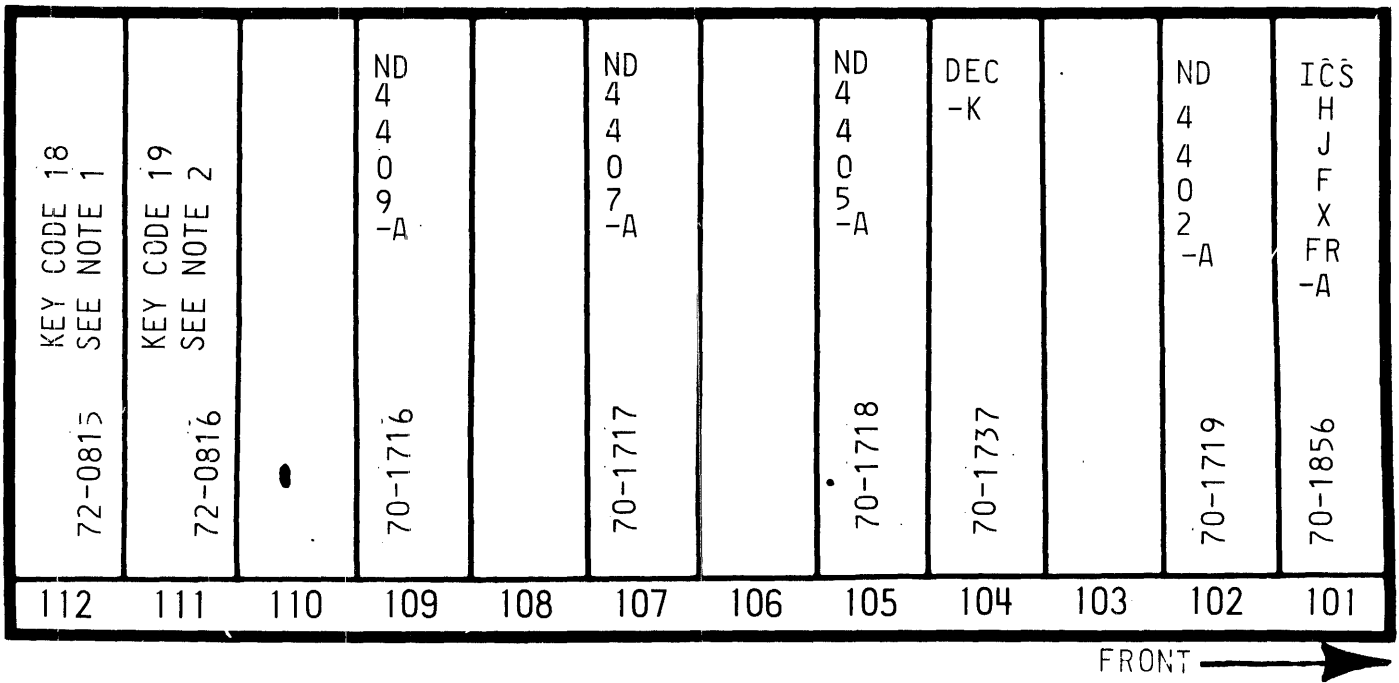 KEY CODE 18
SEE NOTE 1
72-0815
KEY CODE 19
SEE NOTE 2
72-0816
ND
4
4
0
9
-A
70-1716
ND
4
4
0
7
-A
70-1717
ND
4
4
0
5
-A
70-1718
DEC
-K
70-1737
ND
4
4
0
2
-A
70-1719
ICS
H
J
F
X
FR
-A
70-1856
112 111 110 109 108 107 106 105 104 103 102 101
FRONT